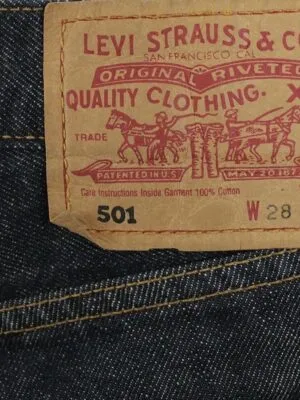 LEVI STRAUSS & CO
SAN FRANCISCO CAL
ORIGINAL RIVETE
QUALITY CLOTHING. X
TRADE
PATENTED IN U.S
MAY 20 187
Care Instructions Inside Garment 100% Cotton
501 W 28